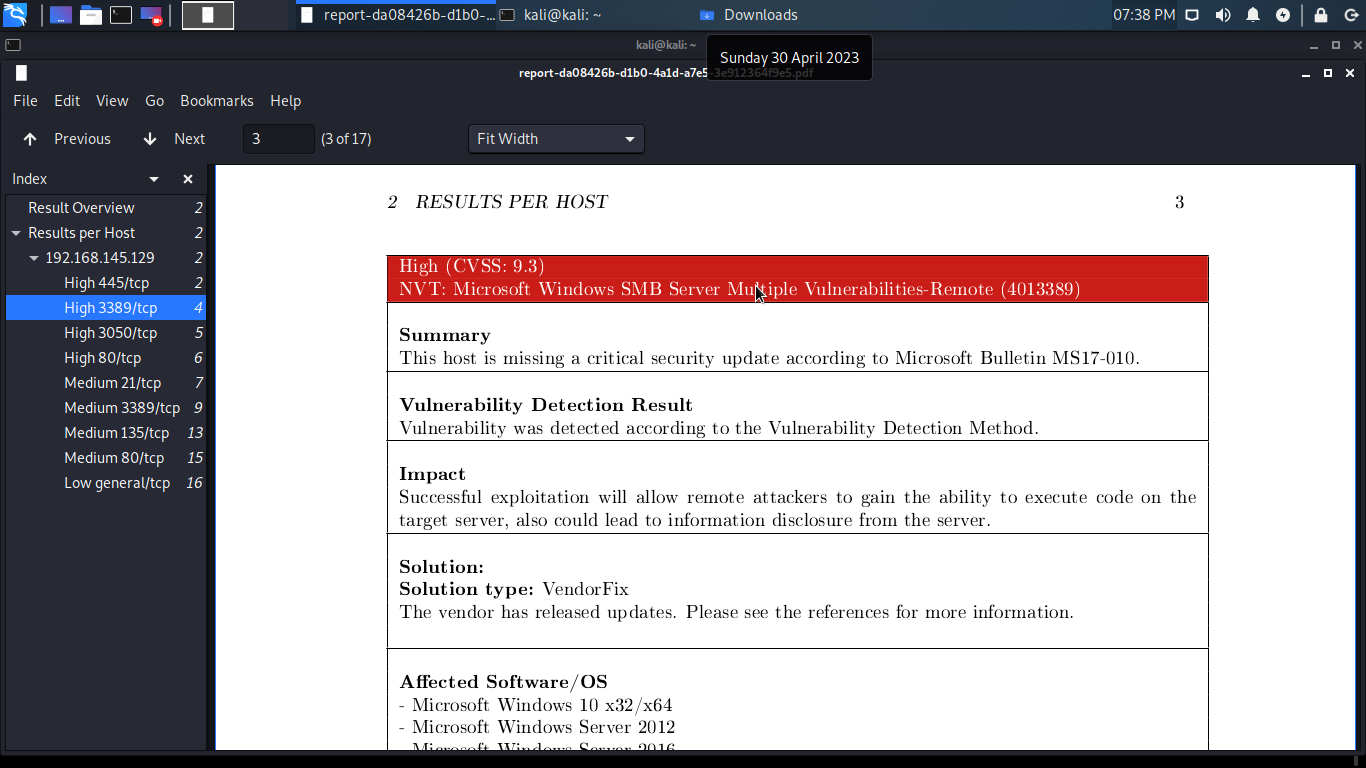 report-da08426b-d1b0-...
kali@kali: ~
Downloads
07:38 PM
kali@kali: ~
Sunday 30 April 2023
report-da08426b-d1b0-4a1d-a7e5-3e912364f9e5.pdf
File Edit View Go Bookmarks Help
Previous Next 3 (3 of 17) Fit Width
Index
Result Overview 2
Results per Host 2
192.168.145.129 2
High 445/tcp 2
High 3389/tcp 4
High 3050/tcp 5
High 80/tcp 6
Medium 21/tcp 7
Medium 3389/tcp 9
Medium 135/tcp 13
Medium 80/tcp 15
Low general/tcp 16
2 RESULTS PER HOST 3
High (CVSS: 9.3)
NVT: Microsoft Windows SMB Server Multiple Vulnerabilities-Remote (4013389)
Summary
This host is missing a critical security update according to Microsoft Bulletin MS17-010.
Vulnerability Detection Result
Vulnerability was detected according to the Vulnerability Detection Method.
Impact
Successful exploitation will allow remote attackers to gain the ability to execute code on the
target server, also could lead to information disclosure from the server.
Solution:
Solution type: VendorFix
The vendor has released updates. Please see the references for more information.
Affected Software/OS
- Microsoft Windows 10 x32/x64
- Microsoft Windows Server 2012
- Microsoft Windows Server 2016